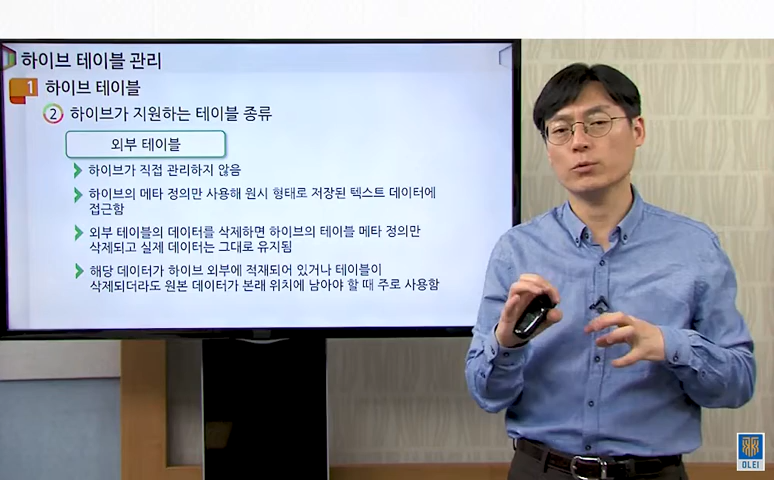 하이브 테이블 관리
1 하이브 테이블
2 하이브가 지원하는 테이블 종류
외부 테이블
하이브가 직접 관리하지 않음
하이브의 메타 정의만 사용해 원시 형태로 저장된 텍스트 데이터에
접근함
외부 테이블의 데이터를 삭제하면 하이브의 테이블 메타 정의만
삭제되고 실제 데이터는 그대로 유지됨
해당 데이터가 하이브 외부에 적재되어 있거나 테이블이
삭제되더라도 원본 데이터가 본래 위치에 남아야 할 때 주로 사용함
OLEI